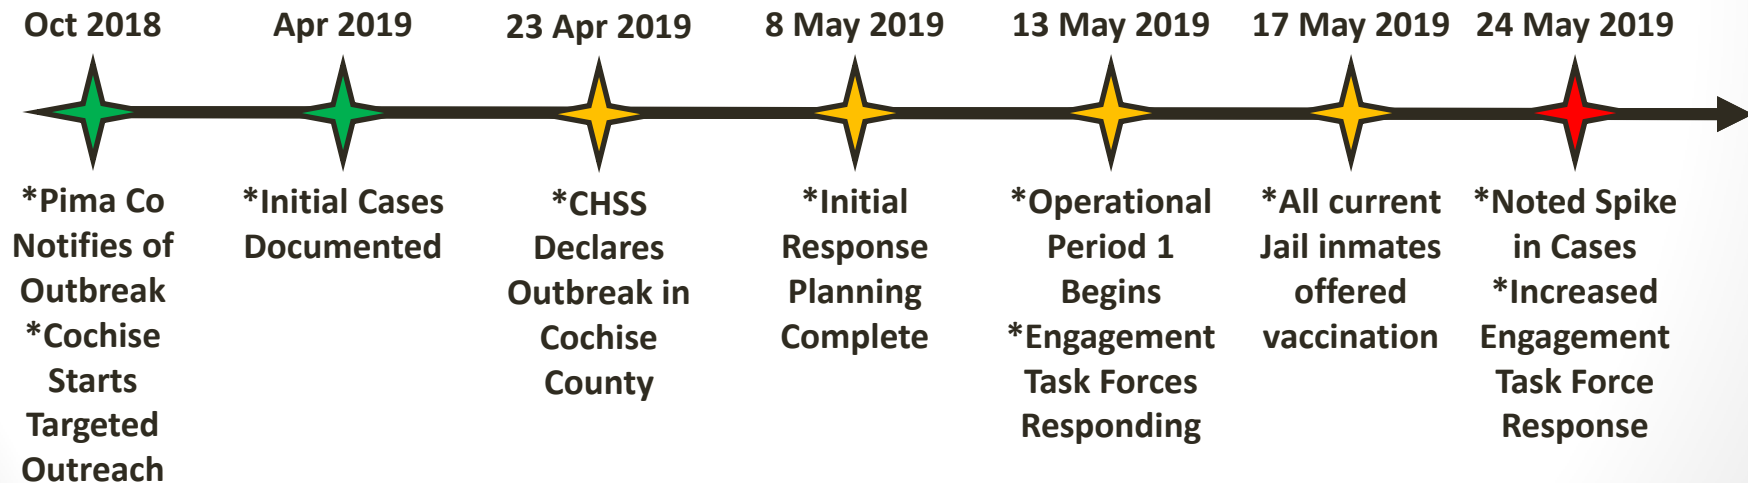 Oct 2018
*Pima Co
Notifies of
Outbreak
*Cochise
Starts
Targeted
Outreach
Apr 2019
*Initial Cases
Documented
23 Apr 2019
*CHSS
Declares
Outbreak in
Cochise
County
8 May 2019
*Initial
Response
Planning
Complete
13 May 2019
*Operational
Period 1
Begins
*Engagement
Task Forces
Responding
17 May 2019
*All current
Jail inmates
offered
vaccination
24 May 2019
*Noted Spike
in Cases
*Increased
Engagement
Task Force
Response